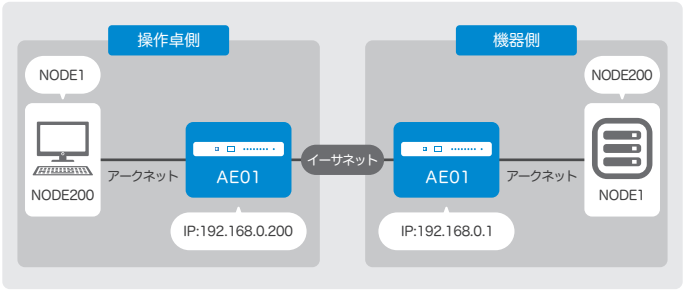 操作卓側
機器側
NODE1
NODE200
アークネット
AE01
イーサネット
AE01
アークネット
NODE200
NODE1
IP:192.168.0.200
IP:192.168.0.1